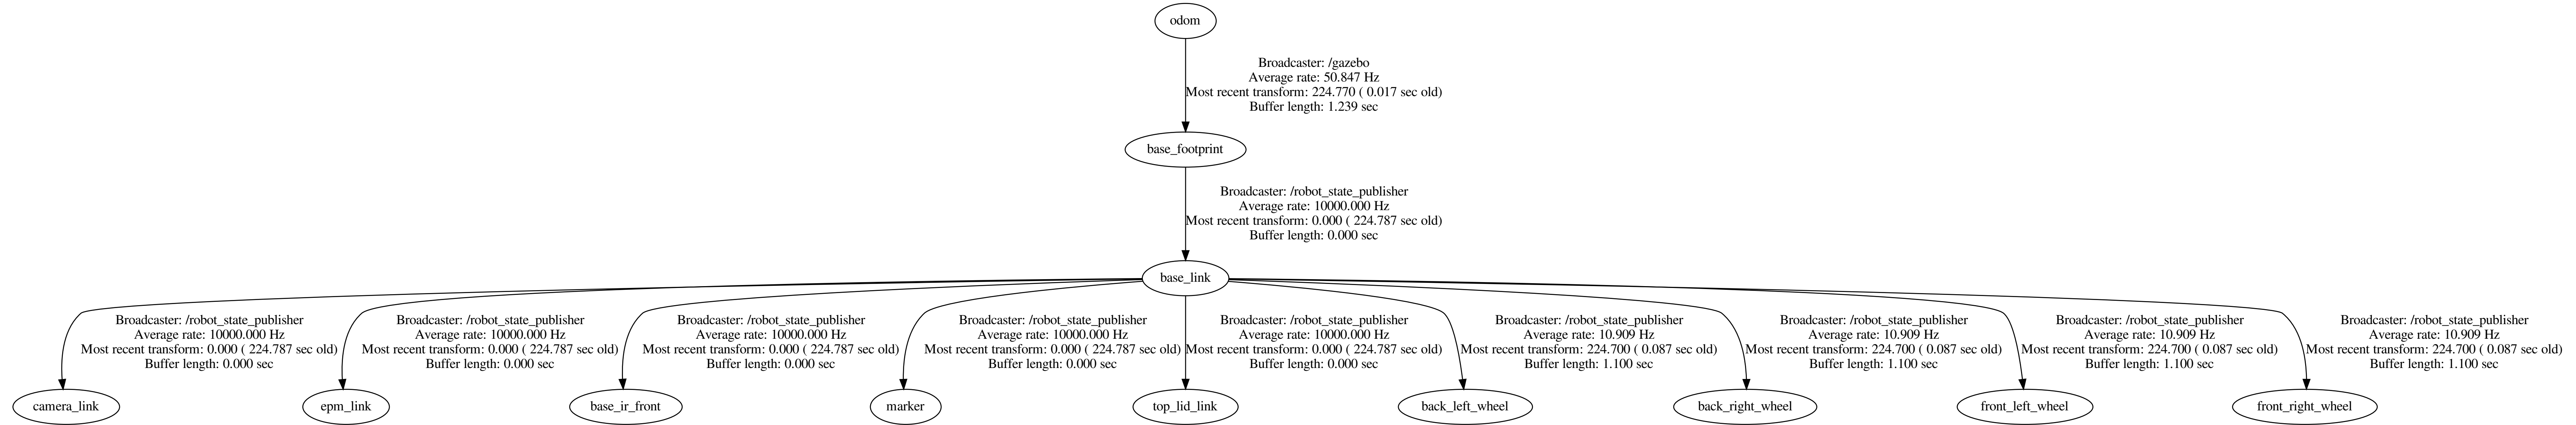 odom
Broadcaster: /gazebo
Average rate: 50.847 Hz
Most recent transform: 224.770 ( 0.017 sec old)
Buffer length: 1.239 sec
base_footprint
Broadcaster: /robot_state_publisher
Average rate: 10000.000 Hz
Most recent transform: 0.000 ( 224.787 sec old)
Buffer length: 0.000 sec
base_link
Broadcaster: /robot_state_publisher
Average rate: 10000.000 Hz
Most recent transform: 0.000 ( 224.787 sec old)
Buffer length: 0.000 sec
Broadcaster: /robot_state_publisher
Average rate: 10000.000 Hz
Most recent transform: 0.000 ( 224.787 sec old)
Buffer length: 0.000 sec
Broadcaster: /robot_state_publisher
Average rate: 10000.000 Hz
Most recent transform: 0.000 ( 224.787 sec old)
Buffer length: 0.000 sec
Broadcaster: /robot_state_publisher
Average rate: 10000.000 Hz
Most recent transform: 0.000 ( 224.787 sec old)
Buffer length: 0.000 sec
Broadcaster: /robot_state_publisher
Average rate: 10000.000 Hz
Most recent transform: 0.000 ( 224.787 sec old)
Buffer length: 0.000 sec
Broadcaster: /robot_state_publisher
Average rate: 10.909 Hz
Most recent transform: 224.700 ( 0.087 sec old)
Buffer length: 1.100 sec
Broadcaster: /robot_state_publisher
Average rate: 10.909 Hz
Most recent transform: 224.700 ( 0.087 sec old)
Buffer length: 1.100 sec
Broadcaster: /robot_state_publisher
Average rate: 10.909 Hz
Most recent transform: 224.700 ( 0.087 sec old)
Buffer length: 1.100 sec
Broadcaster: /robot_state_publisher
Average rate: 10.909 Hz
Most recent transform: 224.700 ( 0.087 sec old)
Buffer length: 1.100 sec
camera_link
epm_link
base_ir_front
marker
top_lid_link
back_left_wheel
back_right_wheel
front_left_wheel
front_right_wheel